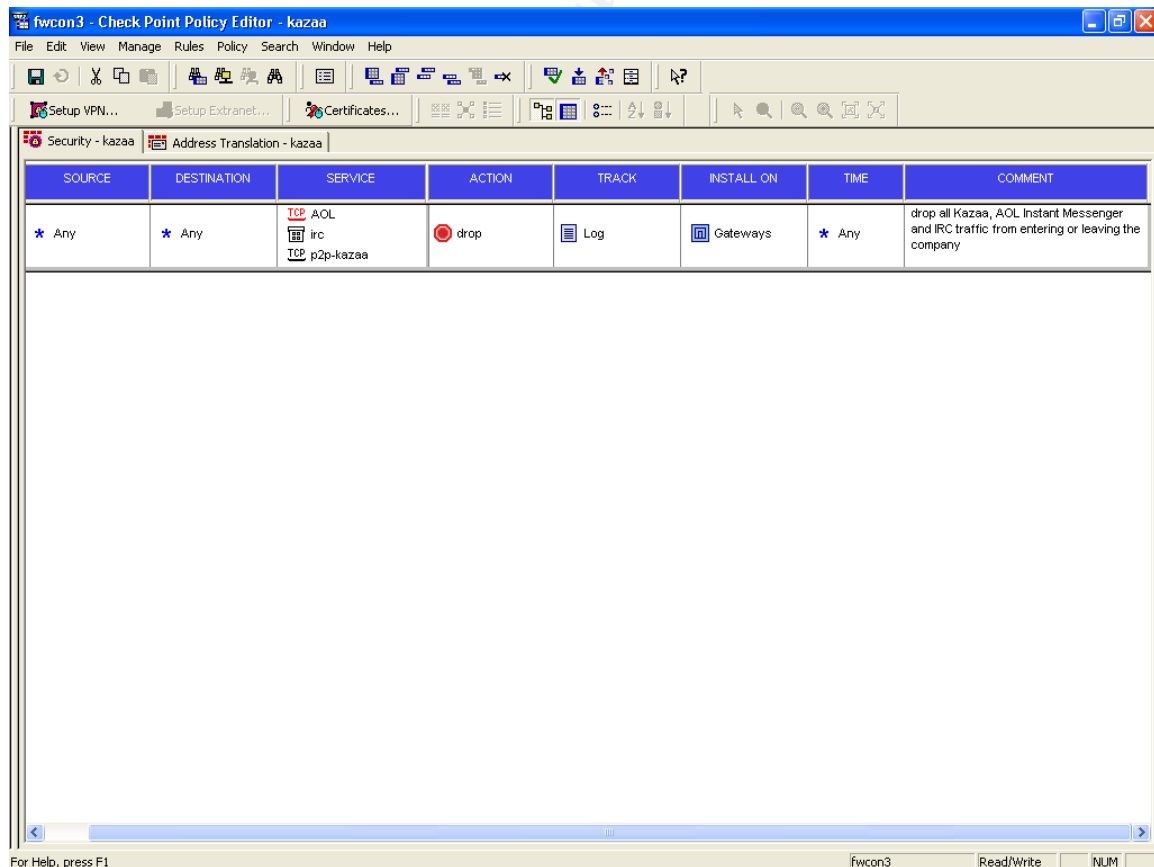 fwcon3 - Check Point Policy Editor - kazaa
File Edit View Manage Rules Policy Search Window Help
Setup VPN... Setup Extranet... Certificates...
Security - kazaa Address Translation - kazaa
SOURCE DESTINATION SERVICE ACTION TRACK INSTALL ON TIME COMMENT
* Any * Any TCP AOL
irc
TCP p2p-kazaa
drop Log Gateways * Any
drop all Kazaa, AOL Instant Messenger
and IRC traffic from entering or leaving the
company
For Help, press F1 fwcon3 Read/Write NUM